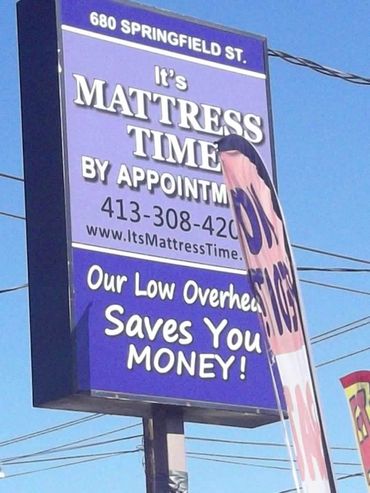 680 SPRINGFIELD ST.
It's
MATTRESS
TIME
BY APPOINTM
413-308-420
www.ItsMattressTime.
Our Low Overhea
Saves You
MONEY!